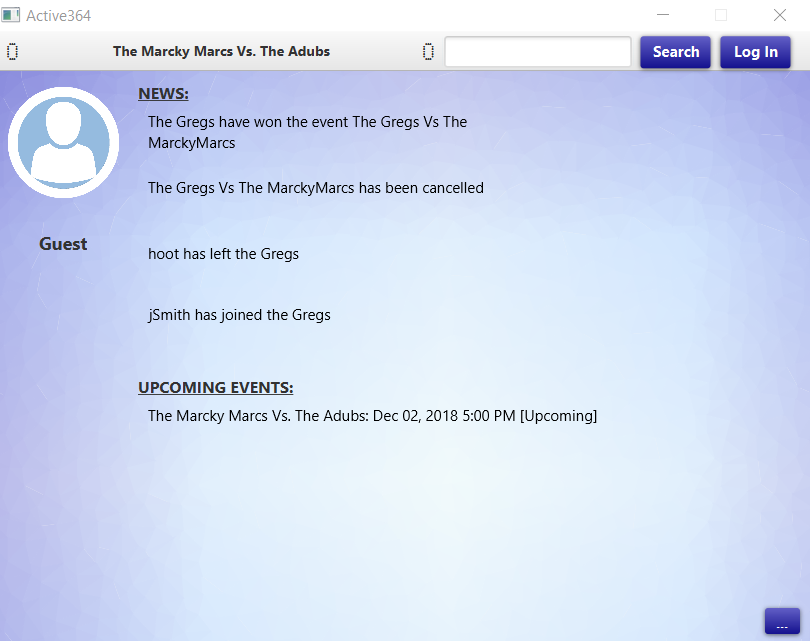 Active364
0 The Marcky Marcs Vs. The Adubs 0 Search Log In
NEWS:
The Gregs have won the event The Gregs Vs The
MarckyMarcs
The Gregs Vs The MarckyMarcs has been cancelled
Guest
hoot has left the Gregs
jSmith has joined the Gregs
UPCOMING EVENTS:
The Marcky Marcs Vs. The Adubs: Dec 02, 2018 5:00 PM [Upcoming]
...